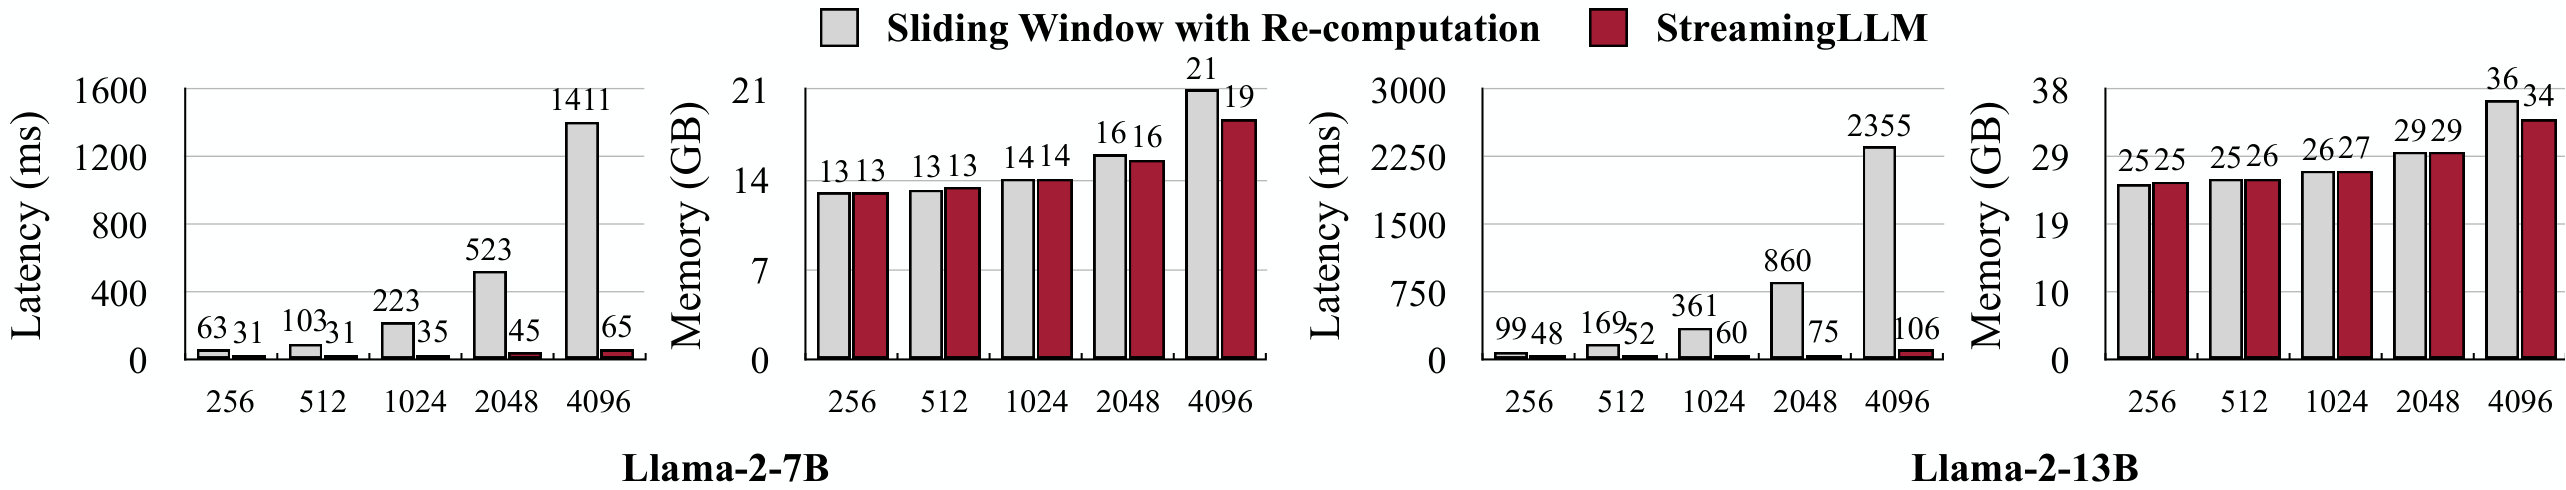 Sliding Window with Re-computation StreamingLLM
Latency (ms)
1600
1200
800
400
0
63 31 103 31 223 35 523 45 1411 65
256 512 1024 2048 4096
Memory (GB)
21
14
7
0
13 13 13 13 14 14 16 16 21 19
256 512 1024 2048 4096
Llama-2-7B
Latency (ms)
3000
2250
1500
750
0
99 48 169 52 361 60 860 75 2355 106
256 512 1024 2048 4096
Memory (GB)
38
29
19
10
0
25 25 25 26 26 27 29 29 36 34
256 512 1024 2048 4096
Llama-2-13B